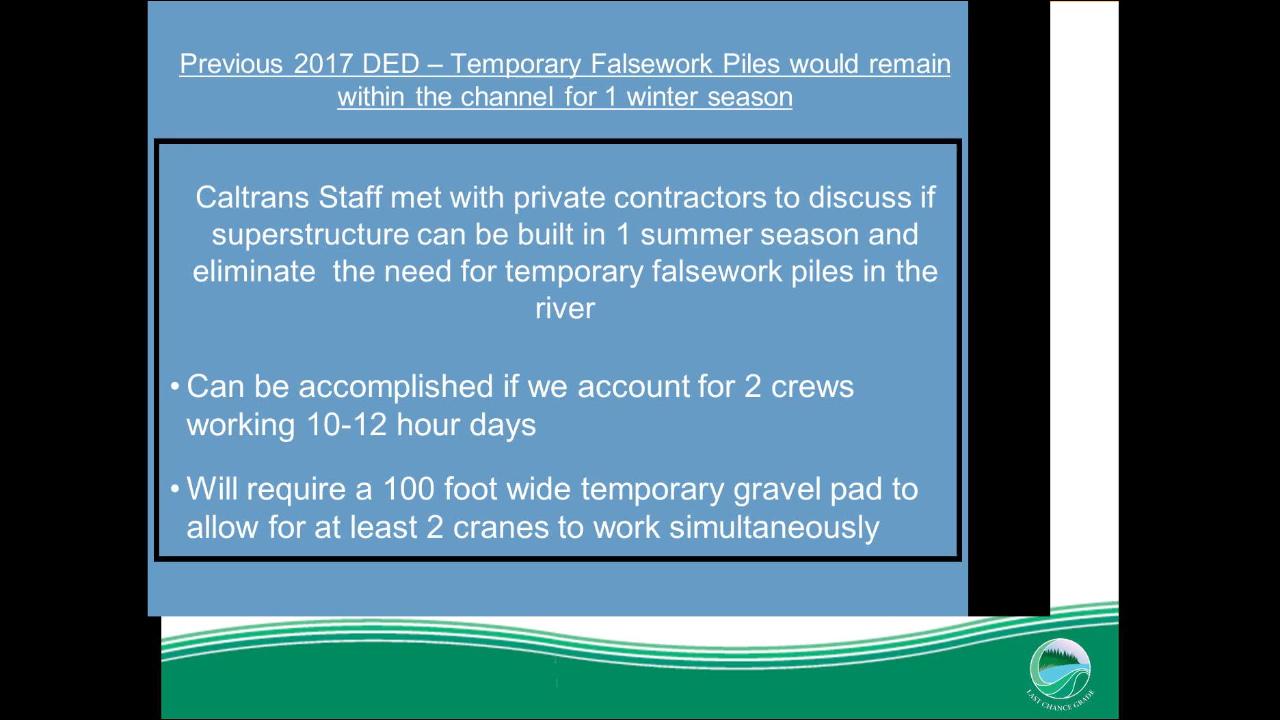 Previous 2017 DED – Temporary Falsework Piles would remain
within the channel for 1 winter season
Caltrans Staff met with private contractors to discuss if
superstructure can be built in 1 summer season and
eliminate  the need for temporary falsework piles in the
river
• Can be accomplished if we account for 2 crews
working 10-12 hour days
• Will require a 100 foot wide temporary gravel pad to
allow for at least 2 cranes to work simultaneously
LAST CHANCE GRADE